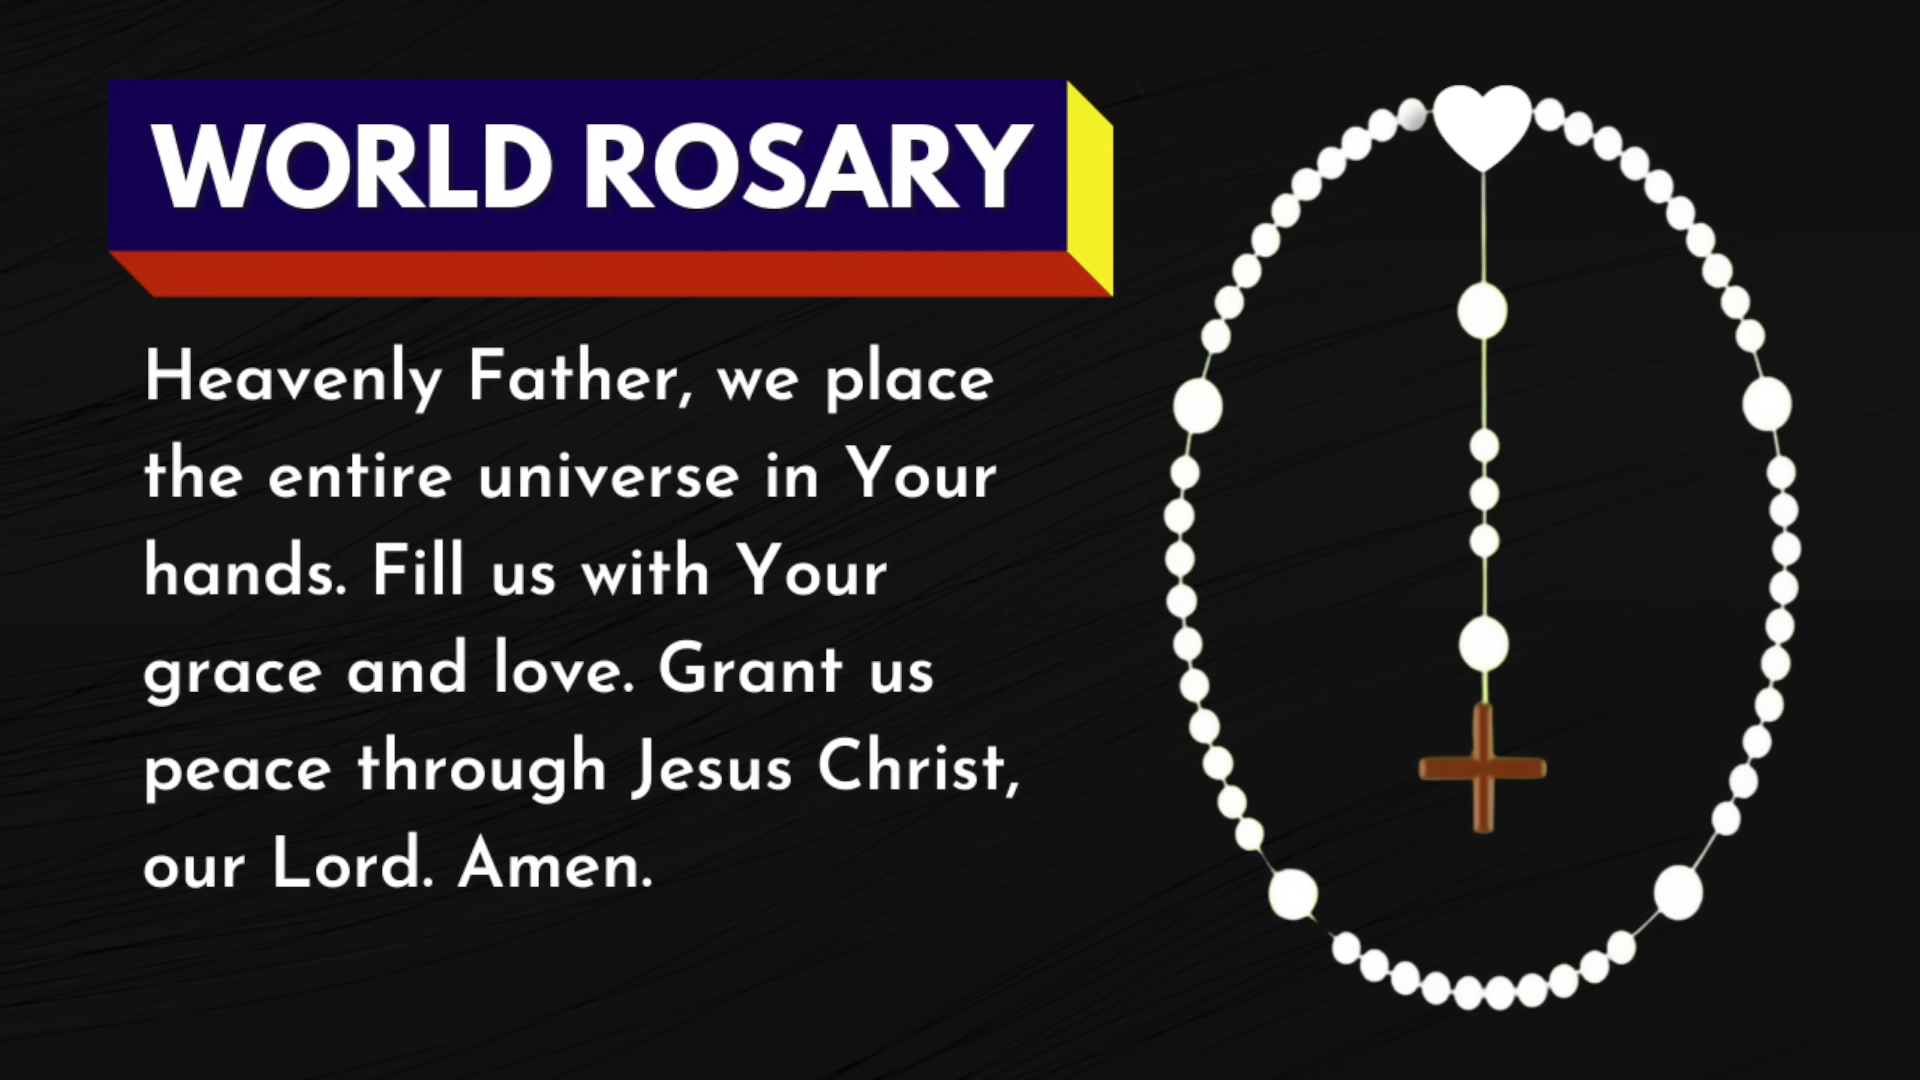 WORLD ROSARY
Heavenly Father, we place
the entire universe in Your
hands. Fill us with Your
grace and love. Grant us
peace through Jesus Christ,
our Lord. Amen.